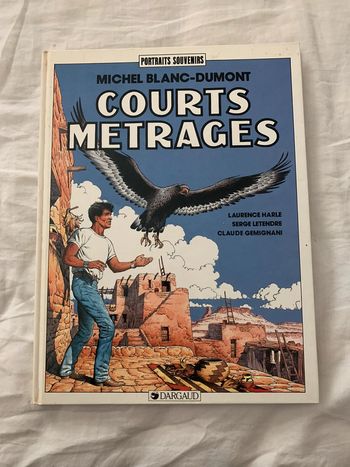 PORTRAITS SOUVENIRS
MICHEL BLANC-DUMONT
COURTS
METRAGES
LAURENCE HARLE
SERGE LETENDRE
CLAUDE GEMIGNANI
DARGAUD